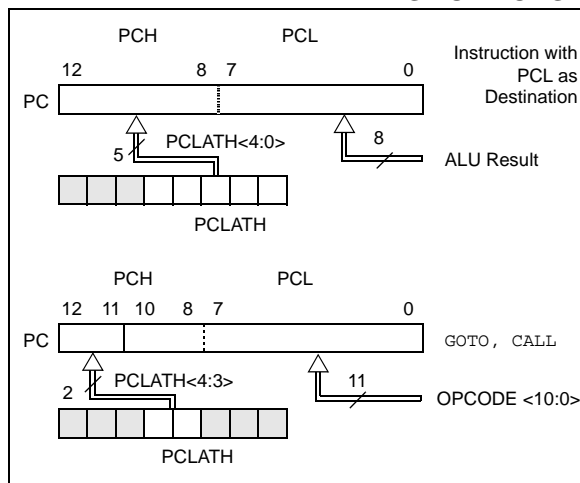 PCH PCL
12 8 7 0
Instruction with
PCL as
Destination
PC
5 PCLATH<4:0>
8
ALU Result
PCLATH
PCH PCL
12 11 10 8 7 0
PC
GOTO, CALL
2 PCLATH<4:3>
11
OPCODE <10:0>
PCLATH